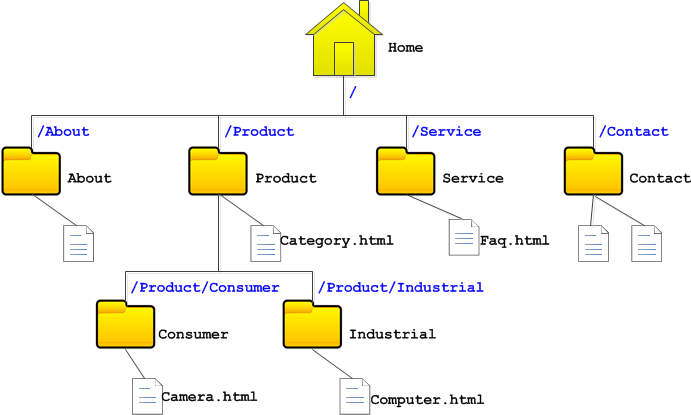 Home
/
/About
/Product
/Service
/Contact
About
Product
Service
Contact
Category.html
Faq.html
/Product/Consumer
/Product/Industrial
Consumer
Industrial
Camera.html
Computer.html